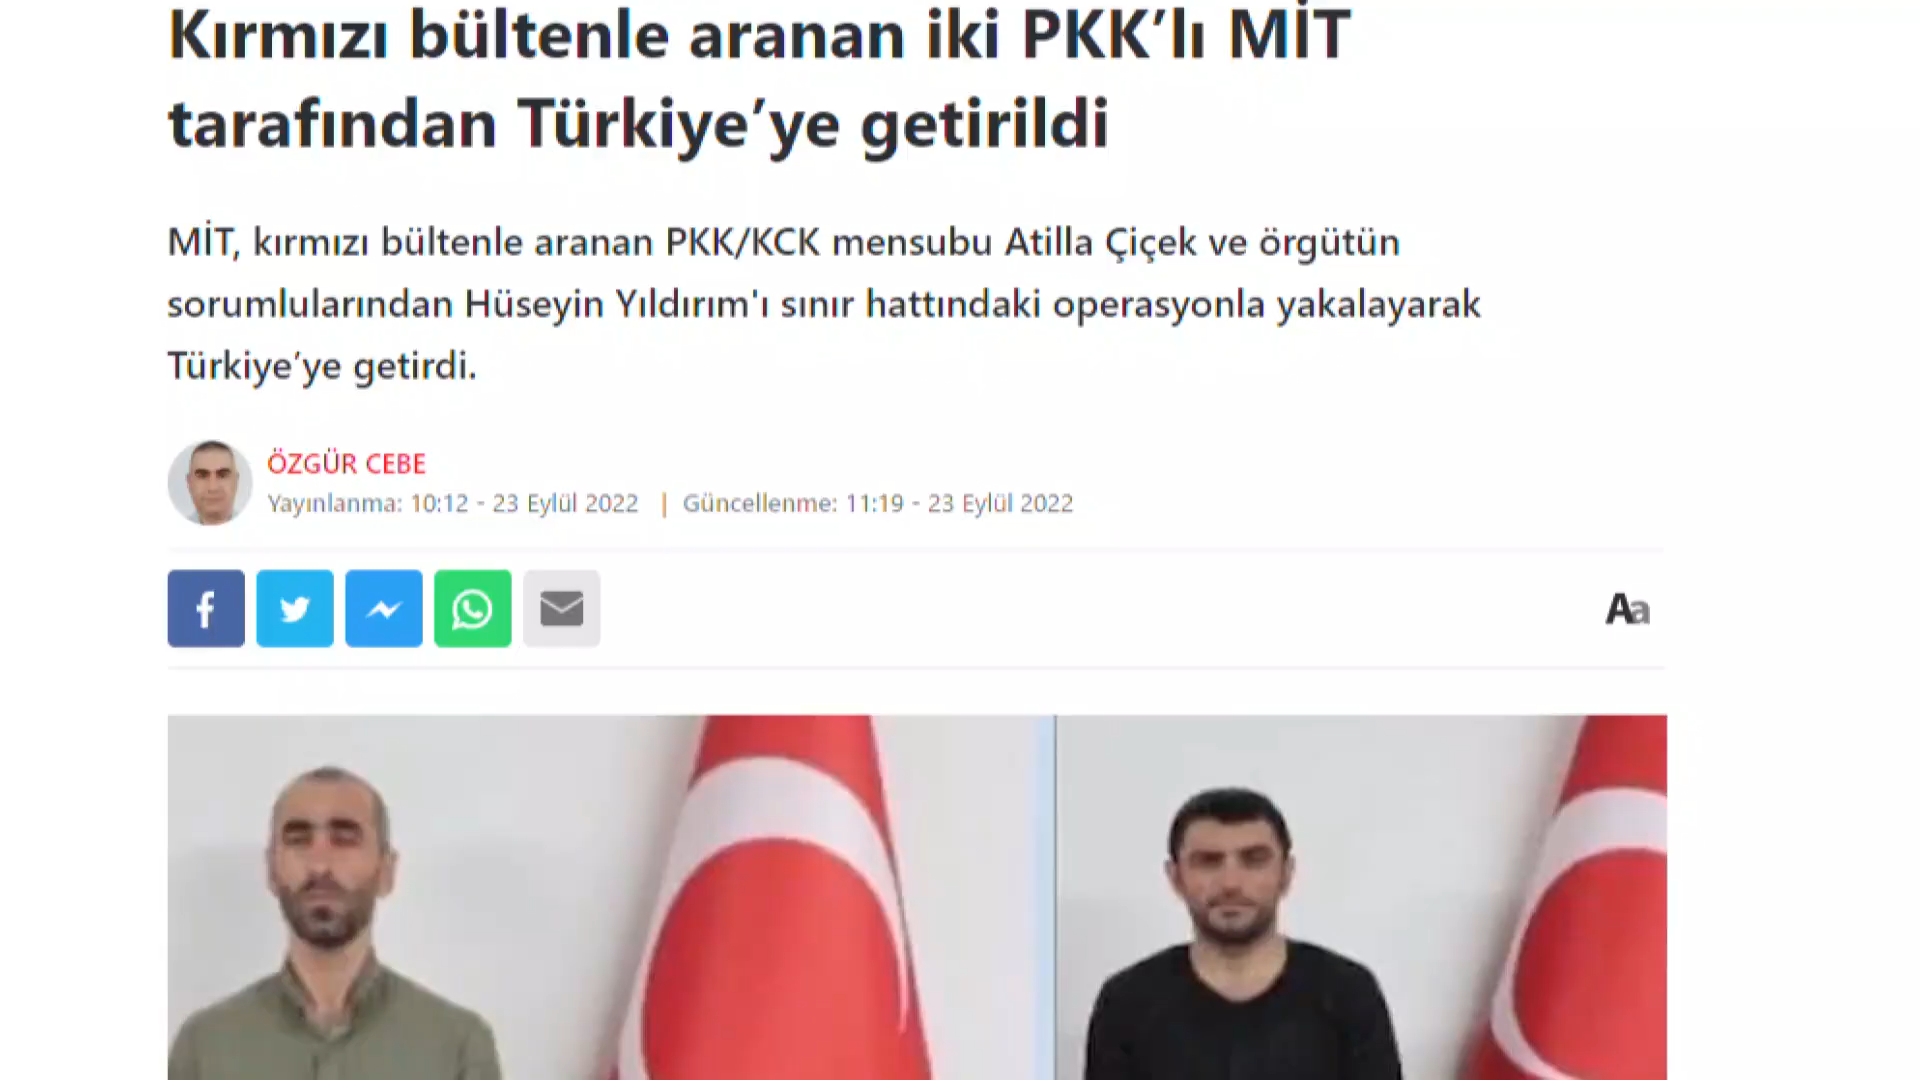 Kırmızı bültenle aranan iki PKK’lı MİT
tarafından Türkiye’ye getirildi
MİT, kırmızı bültenle aranan PKK/KCK mensubu Atilla Çiçek ve örgütün
sorumlularından Hüseyin Yıldırım'ı sınır hattındaki operasyonla yakalayarak
Türkiye’ye getirdi.
ÖZGÜR CEBE
Yayınlanma: 10:12 - 23 Eylül 2022 | Güncellenme: 11:19 - 23 Eylül 2022
Aa